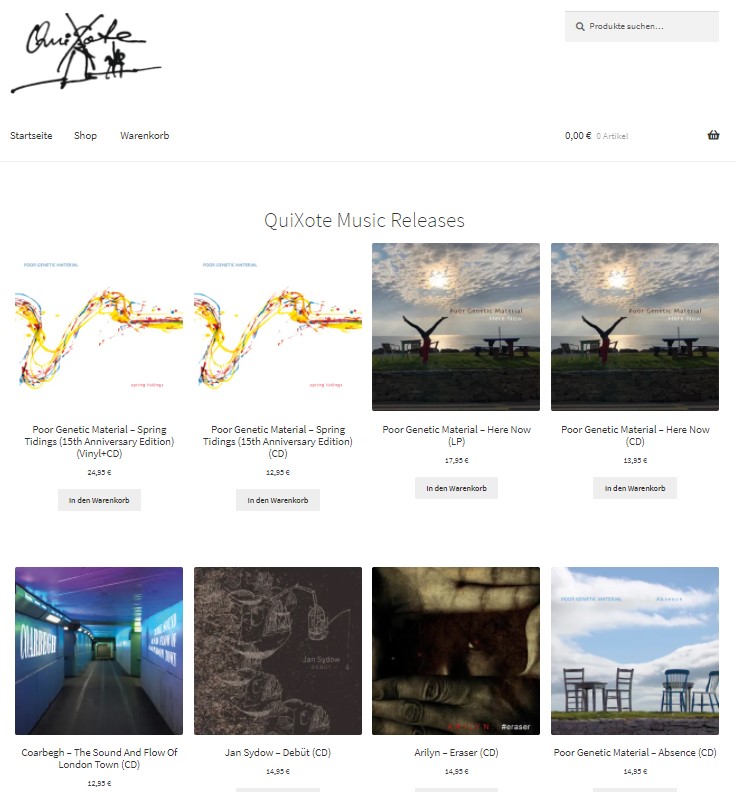 QuiXote
Produkte suchen…
Startseite Shop Warenkorb
0,00 € 0 Artikel
QuiXote Music Releases
POOR GENETIC MATERIAL
spring tidings
POOR GENETIC MATERIAL
spring tidings
Poor Genetic Material
Here Now
Poor Genetic Material
Here Now
Poor Genetic Material – Spring
Tidings (15th Anniversary Edition)
(Vinyl+CD)
24,95 €
In den Warenkorb
Poor Genetic Material – Spring
Tidings (15th Anniversary Edition)
(CD)
12,95 €
In den Warenkorb
Poor Genetic Material – Here Now
(LP)
17,95 €
In den Warenkorb
Poor Genetic Material – Here Now
(CD)
13,95 €
In den Warenkorb
COARBEGH
THE SOUND
AND FLOW OF
LONDON TOWN
Jan Sydow
DEBÜT
ARILYN
#eraser
POOR GENETIC MATERIAL
Absence
Coarbegh – The Sound And Flow Of
London Town (CD)
12,95 €
Jan Sydow – Debüt (CD)
14,95 €
Arilyn – Eraser (CD)
14,95 €
Poor Genetic Material – Absence (CD)
14,95 €